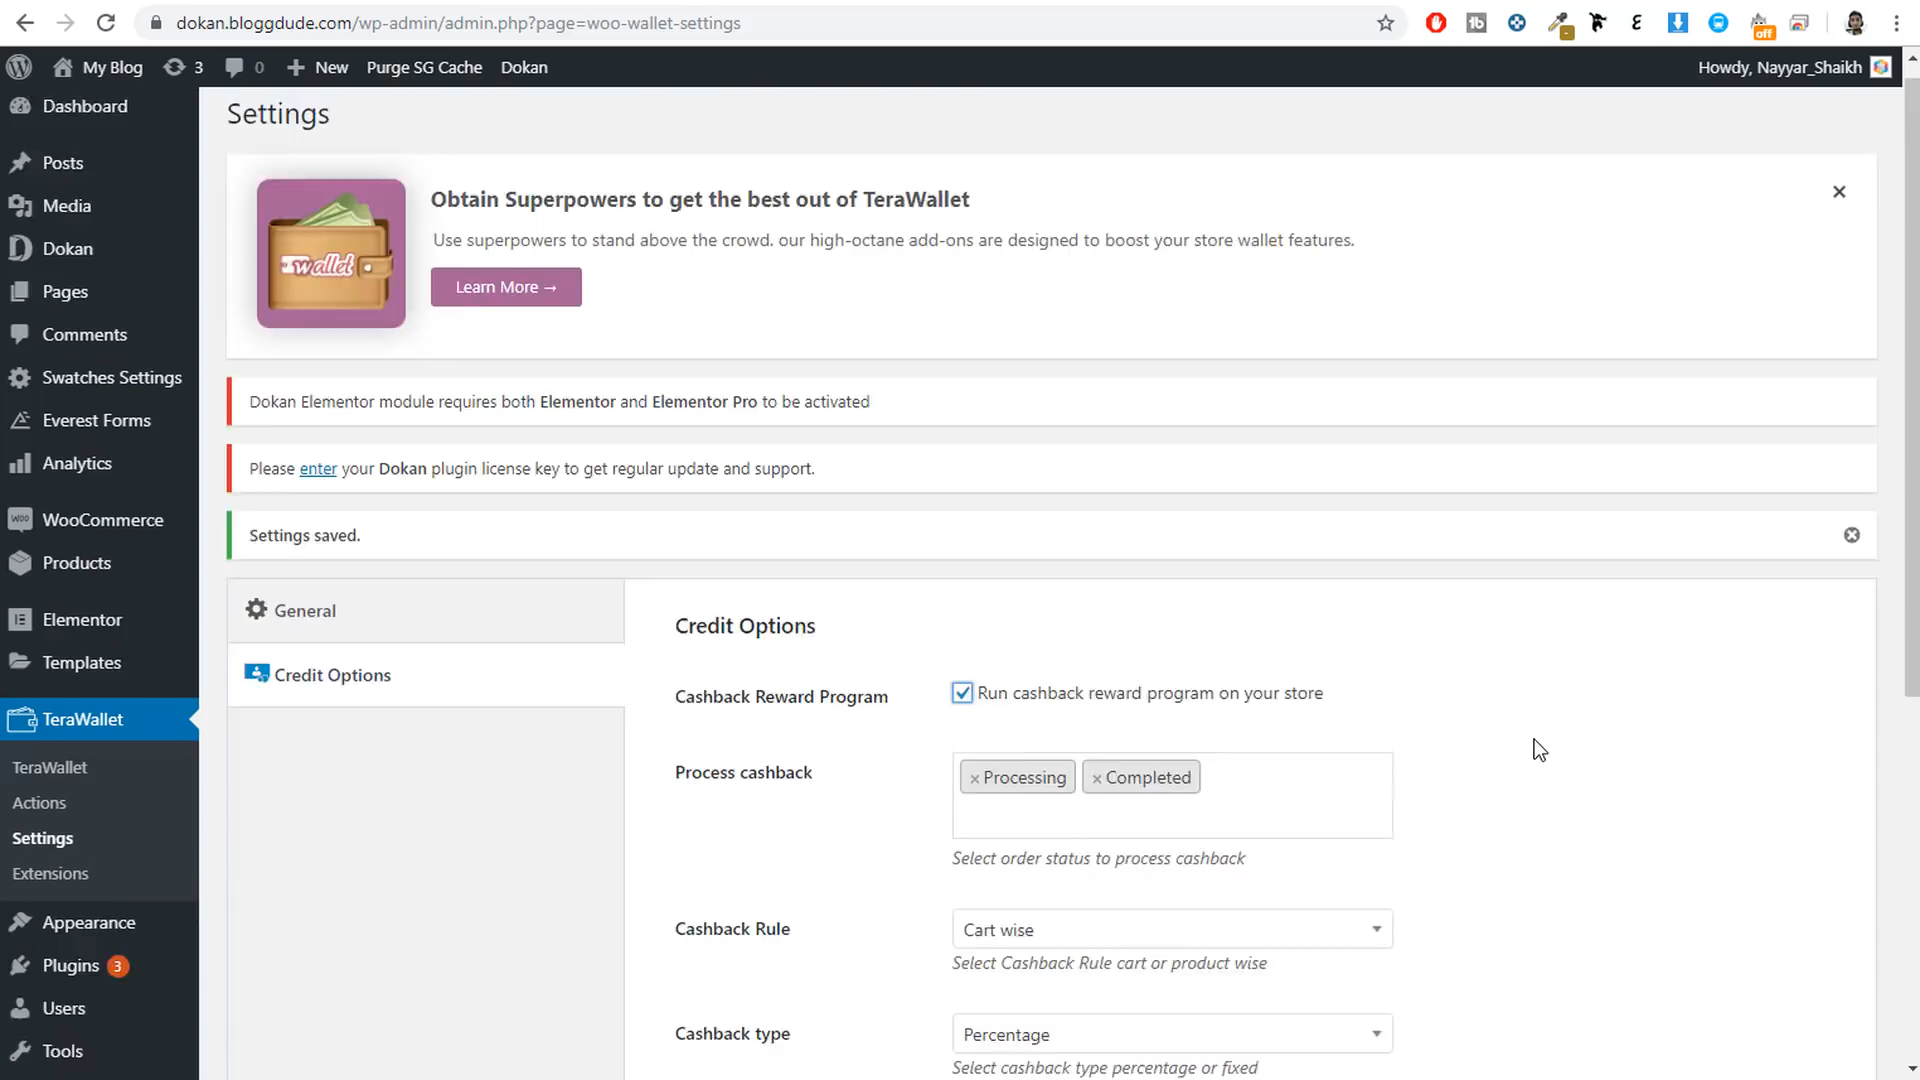 dokan.bloggdude.com/wp-admin/admin.php?page=woo-wallet-settings
off
My Blog 3 0 New Purge SG Cache Dokan
Howdy, Nayyar_Shaikh
Dashboard
Posts
Media
Dokan
Pages
Comments
Swatches Settings
Everest Forms
Analytics
WooCommerce
Products
Elementor
Templates
TeraWallet
TeraWallet
Actions
Settings
Extensions
Appearance
Plugins 3
Users
Tools
Settings
wallet
Obtain Superpowers to get the best out of TeraWallet
Use superpowers to stand above the crowd. our high-octane add-ons are designed to boost your store wallet features.
Learn More →
Dokan Elementor module requires both Elementor and Elementor Pro to be activated
Please enter your Dokan plugin license key to get regular update and support.
Settings saved.
General
Credit Options
Credit Options
Cashback Reward Program
Run cashback reward program on your store
Process cashback
× Processing × Completed
Select order status to process cashback
Cashback Rule
Cart wise
Select Cashback Rule cart or product wise
Cashback type
Percentage
Select cashback type percentage or fixed